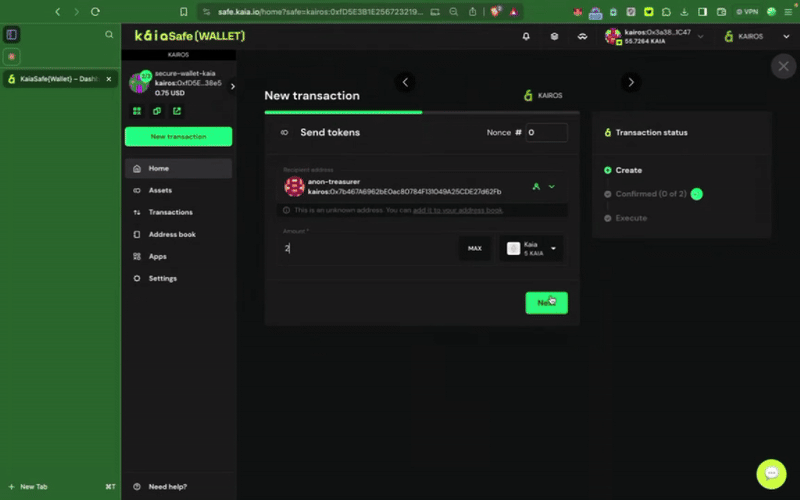 safe.kaia.io/home?safe=kairos:0xfD5E3B1E256723219...
VPN
KaiaSafe{Wallet} – Dash
káiaSafe{WALLET}
kairos:0x3a38...1C47
55.7264 KAIA
KAIROS
KAIROS
2/3
secure-wallet-kaia
kairos:0xfD5E...38e5
0.75 USD
New transaction
Home
Assets
Transactions
Address book
Apps
Settings
Need help?
New Tab
⌘T
New transaction
KAIROS
Send tokens
Nonce # 0
Recipient address
anon-treasurer
kairos:0x7b467A6962bE0ac80784F131049A25CDE27d62Fb
This is an unknown address. You can add it to your address book.
Amount *
2
MAX
Kaia
5 KAIA
Next
Transaction status
Create
Confirmed (0 of 2)
Execute